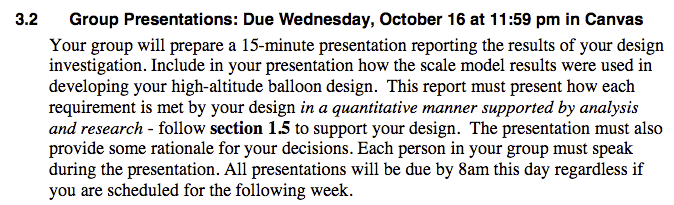 3.2 Group Presentations: Due Wednesday, October 16 at 11:59 pm in Canvas
Your group will prepare a 15-minute presentation reporting the results of your design
investigation. Include in your presentation how the scale model results were used in
developing your high-altitude balloon design.  This report must present how each
requirement is met by your design in a quantitative manner supported by analysis
and research - follow section 1.5 to support your design.  The presentation must also
provide some rationale for your decisions. Each person in your group must speak
during the presentation. All presentations will be due by 8am this day regardless if
you are scheduled for the following week.